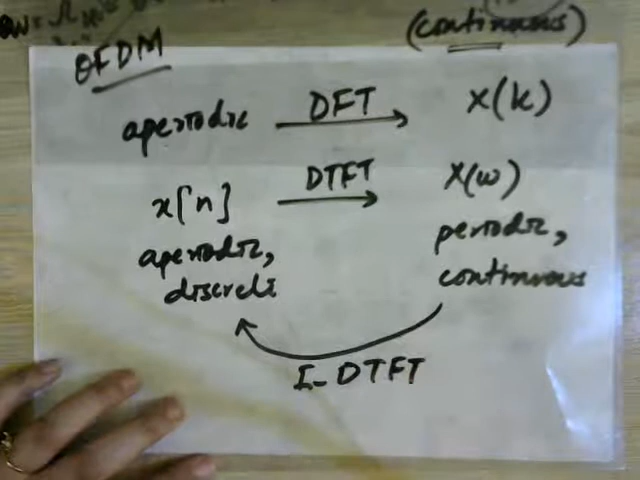 (continuous)
OFDM
aperiodic DFT X(k)
x[n] DTFT X(w)
aperiodic, periodic,
discrete continuous
I-DTFT